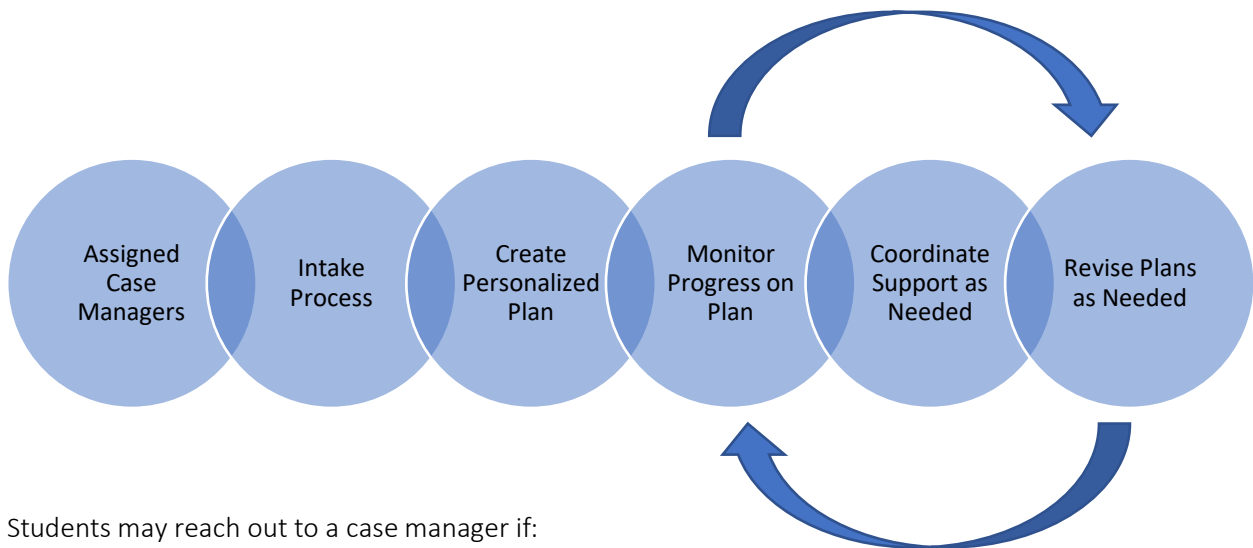 Assigned
Case
Managers
Intake
Process
Create
Personalized
Plan
Monitor
Progress on
Plan
Coordinate
Support as
Needed
Revise Plans
as Needed
Students may reach out to a case manager if: